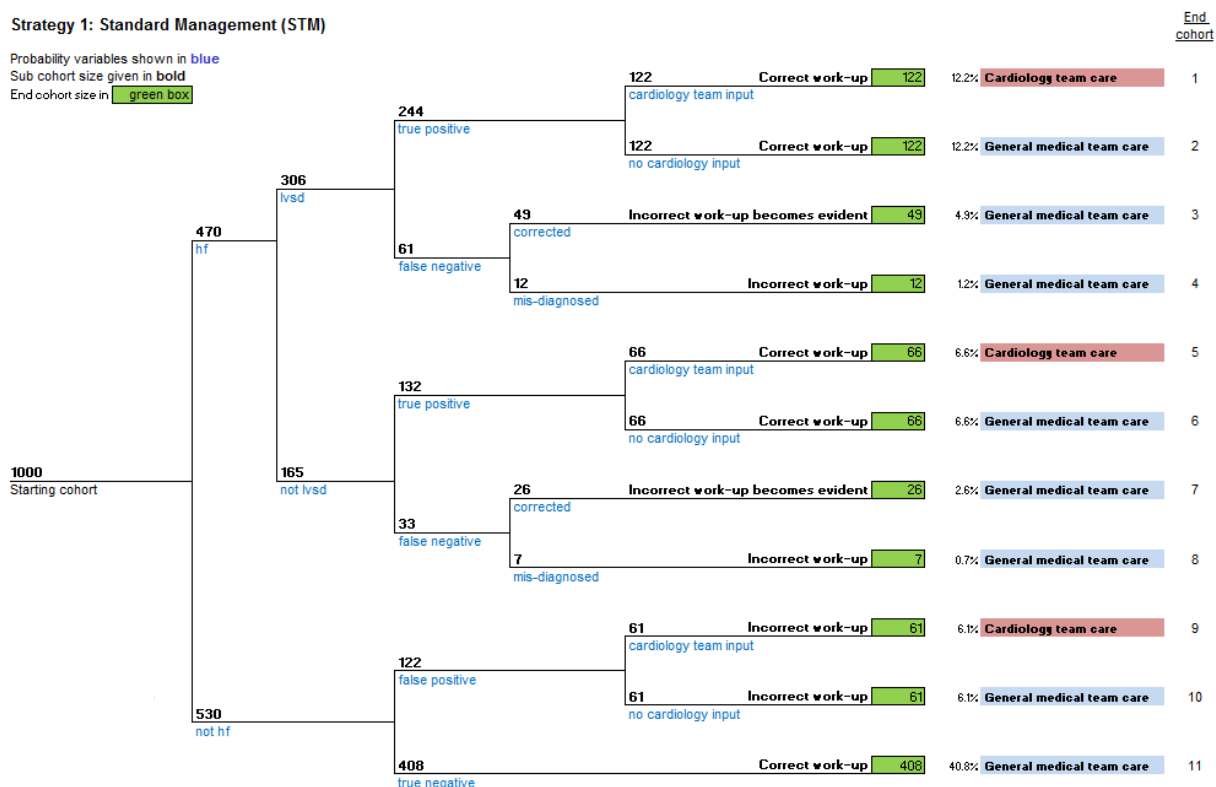 Strategy 1: Standard Management (STM)
End
cohort
Probability variables shown in blue
Sub cohort size given in bold
End cohort size in green box
122 Correct work-up 122 12.2% Cardiology team care 1
cardiology team input
244
true positive
122 Correct work-up 122 12.2% General medical team care 2
no cardiology input
306
lvsd
49 Incorrect work-up becomes evident 49 4.9% General medical team care 3
corrected
470
hf
61
false negative
12 Incorrect work-up 12 1.2% General medical team care 4
mis-diagnosed
66 Correct work-up 66 6.6% Cardiology team care 5
cardiology team input
132
true positive
66 Correct work-up 66 6.6% General medical team care 6
no cardiology input
1000
Starting cohort
165
not lvsd
26 Incorrect work-up becomes evident 26 2.6% General medical team care 7
corrected
33
false negative
7 Incorrect work-up 7 0.7% General medical team care 8
mis-diagnosed
61 Incorrect work-up 61 6.1% Cardiology team care 9
cardiology team input
122
false positive
61 Incorrect work-up 61 6.1% General medical team care 10
no cardiology input
530
not hf
408 Correct work-up 408 40.8% General medical team care 11
true negative